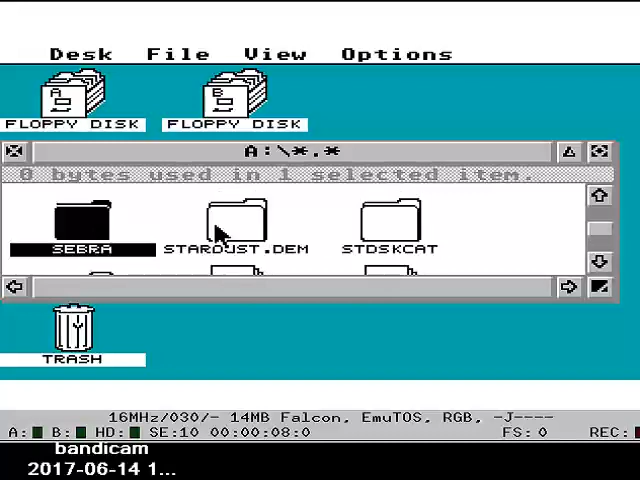 Desk File View Options
A B
FLOPPY DISK FLOPPY DISK
A:\*.*
0 bytes used in 1 selected item.
SEBRA STARDUST.DEM STDSKCAT
TRASH
16MHz/030/- 14MB Falcon, EmuTOS, RGB, -J----
A: B: HD: SE:10 00:00:08:0 FS: 0 REC:
bandicam
2017-06-14 1...